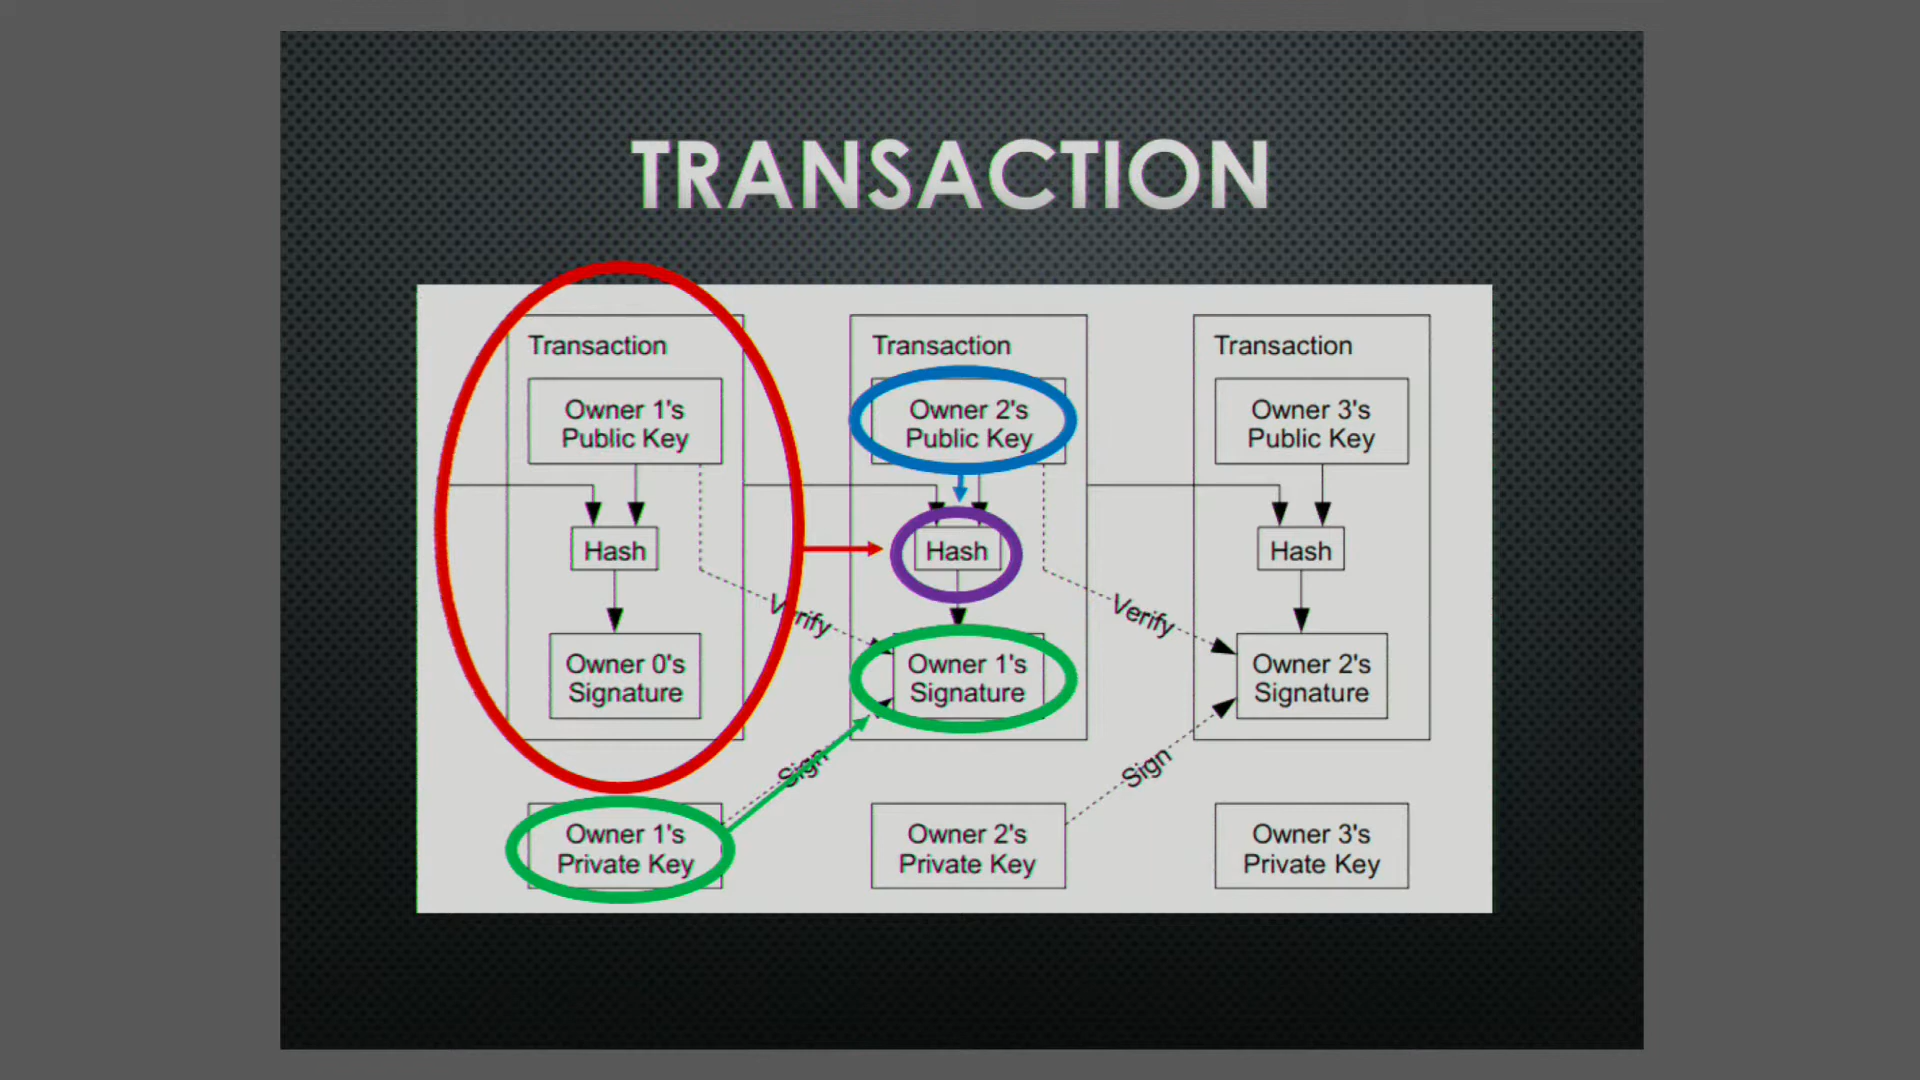 TRANSACTION
Transaction
Owner 1's
Public Key
Hash
Owner 0's
Signature
Verify
Sign
Owner 1's
Private Key
Transaction
Owner 2's
Public Key
Hash
Owner 1's
Signature
Verify
Sign
Owner 2's
Private Key
Transaction
Owner 3's
Public Key
Hash
Owner 2's
Signature
Owner 3's
Private Key